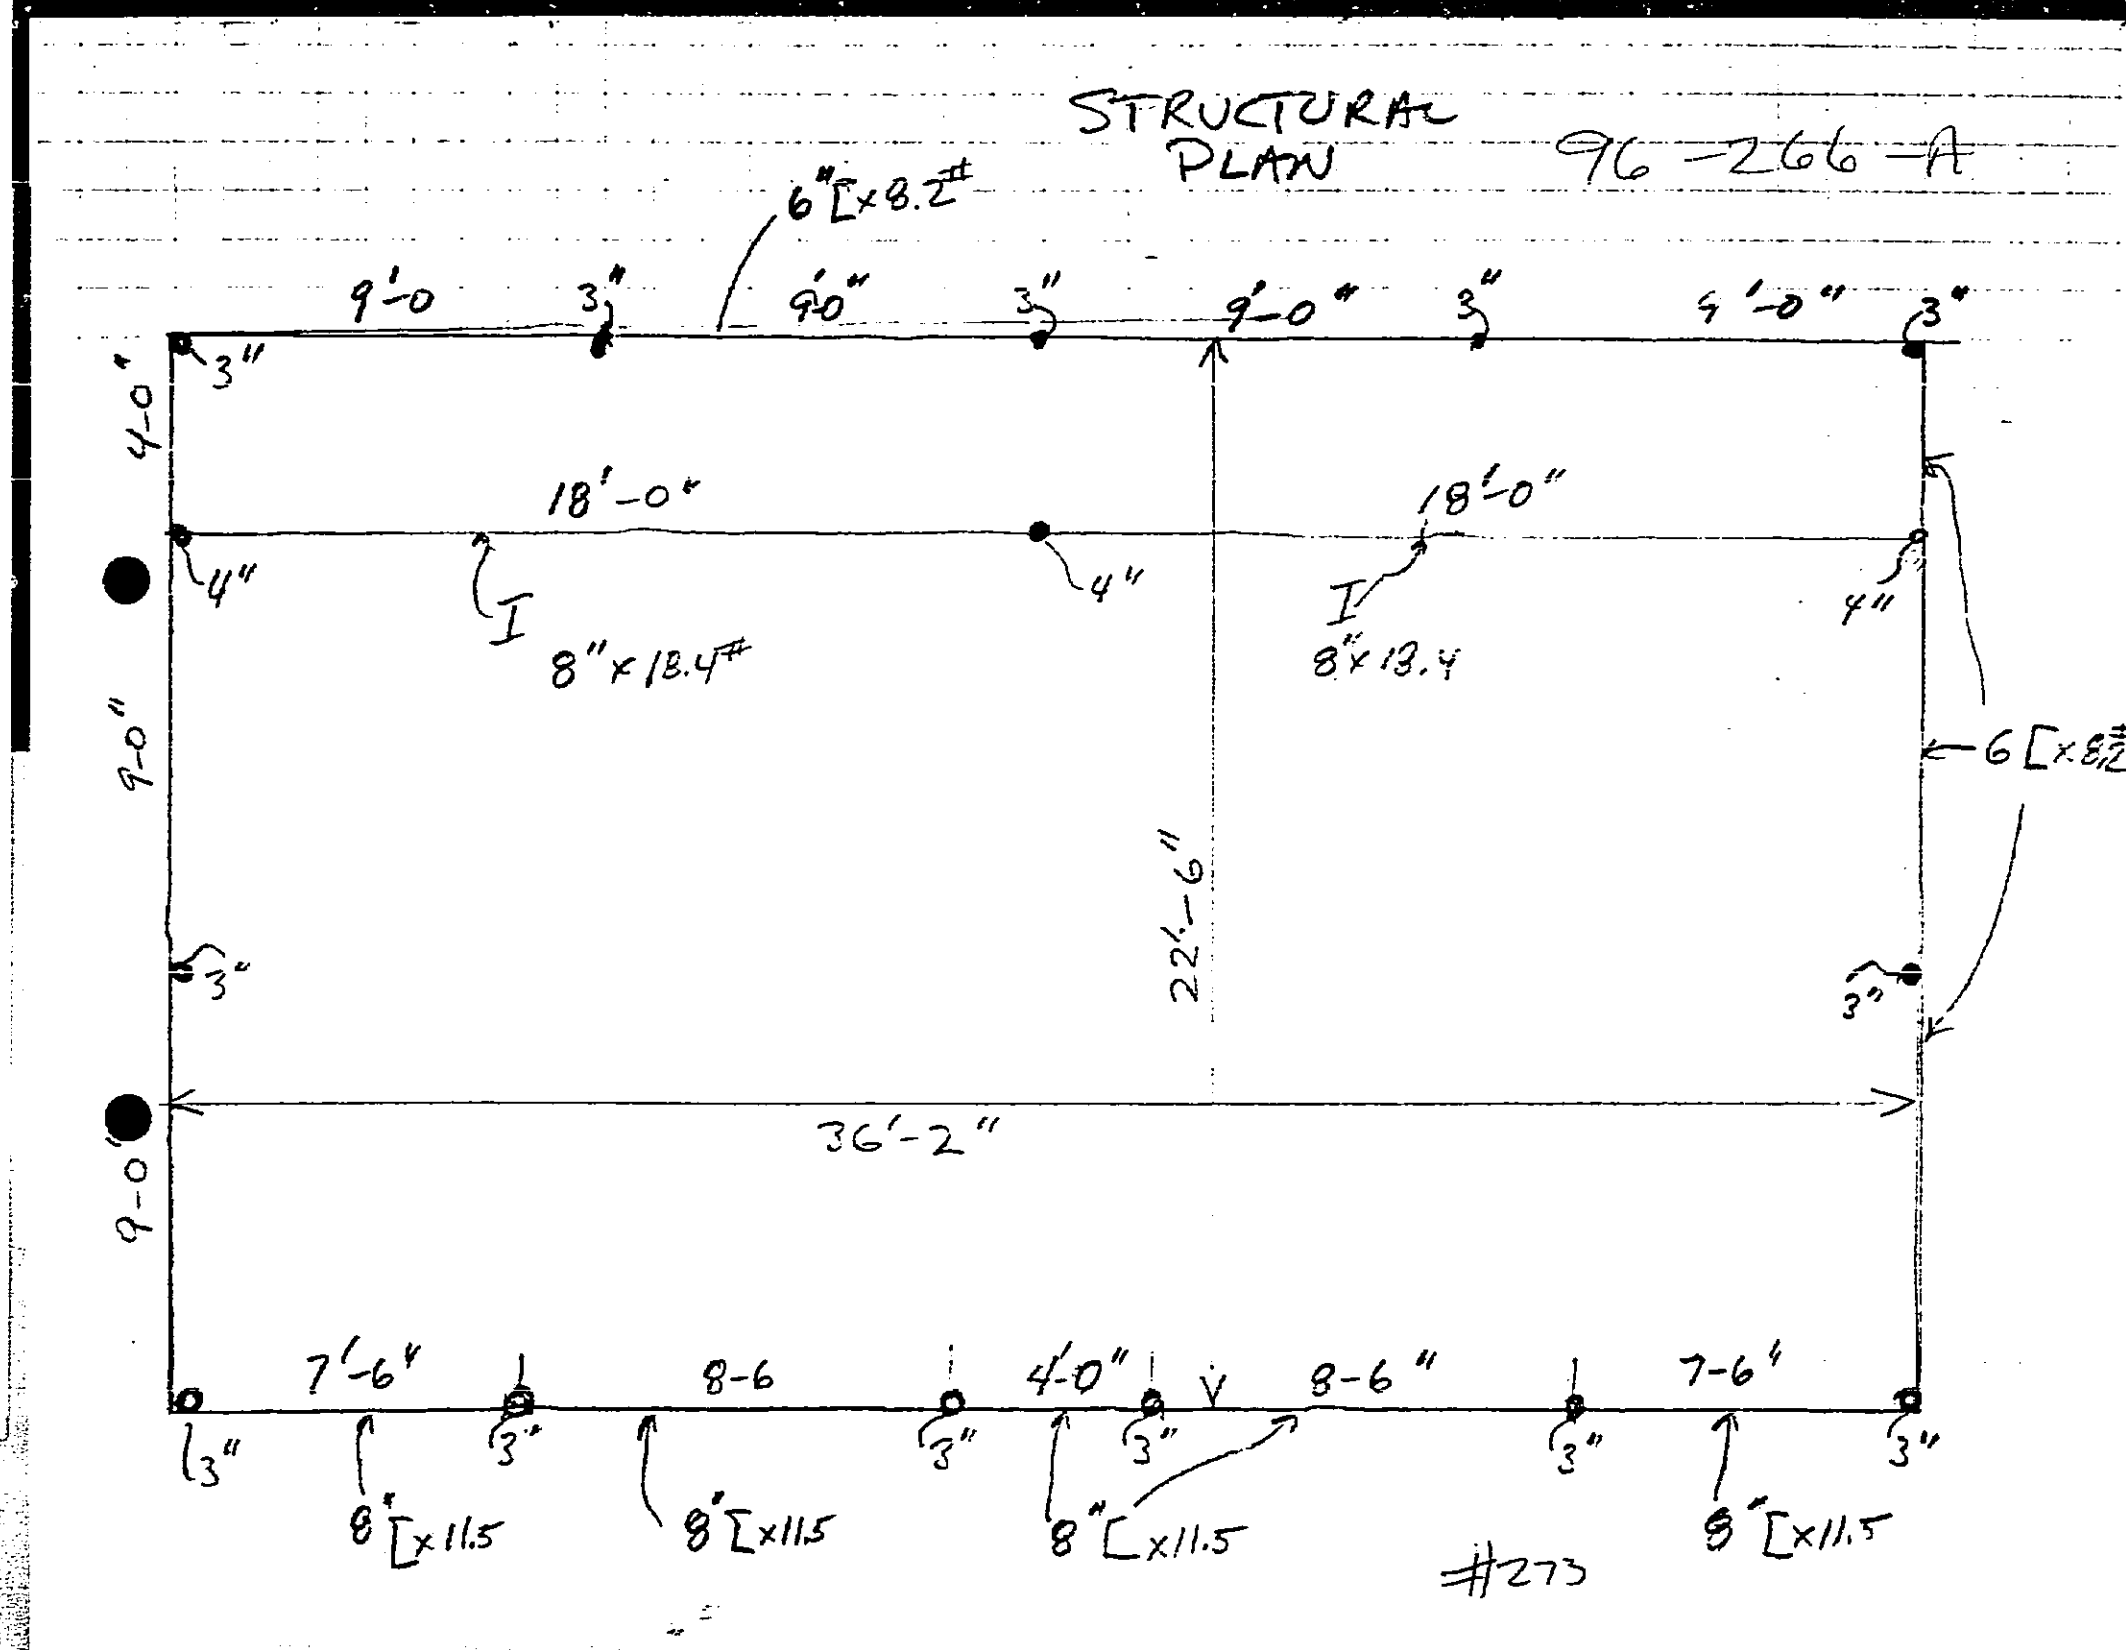 STRUCTURAL
PLAN
96-266-A
6"[x8.2#
9'-0 3" 9'-0" 3" 9'-0" 3" 9'-0" 3"
3"
4-0"
18'-0" 18'-0"
4" 4" 4"
I I
8"x18.4# 8"x18.4
9-0"
6[x8.2#
22'-6"
3" 3"
36'-2"
9-0"
7'-6" 8-6 4'-0" 8-6" 7-6"
3" 3" 3" 3" 3" 3"
8"[x11.5 8"[x11.5 8"[x11.5 8"[x11.5
#273